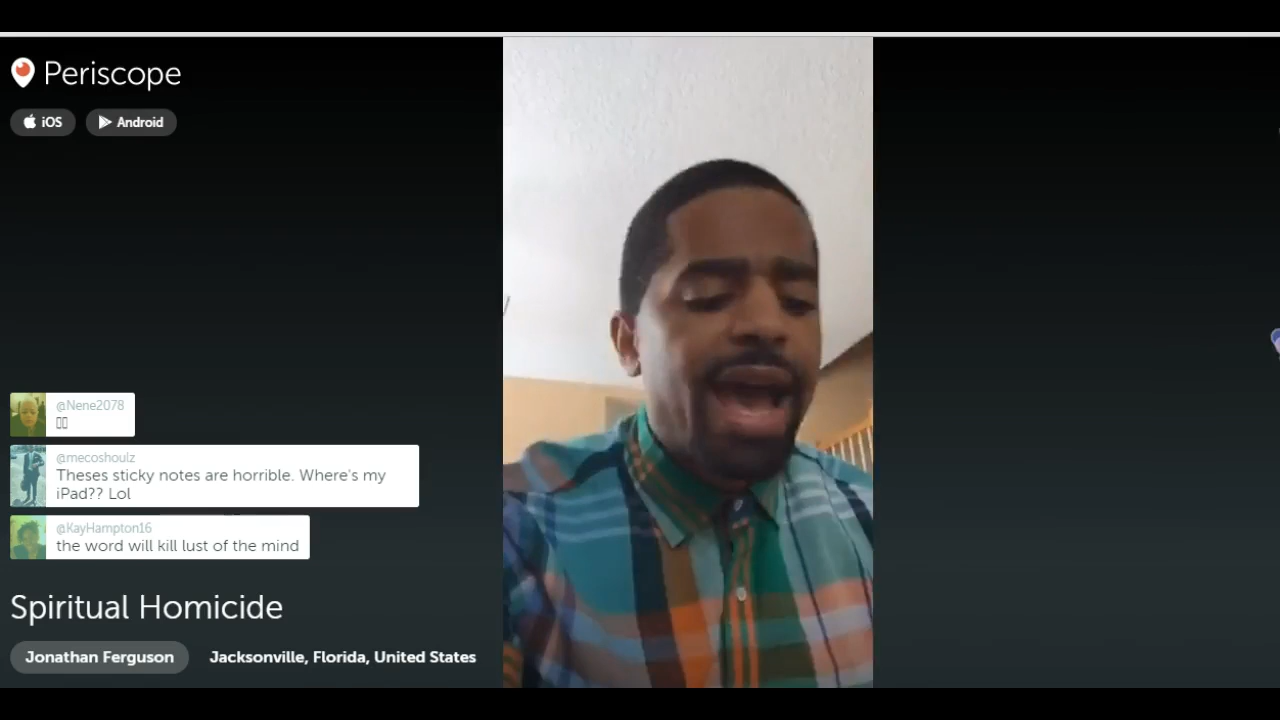 Periscope
iOS
Android
@Nene2078
@mecoshoulz
Theses sticky notes are horrible. Where's my
iPad?? Lol
@KayHampton16
the word will kill lust of the mind
Spiritual Homicide
Jonathan Ferguson
Jacksonville, Florida, United States